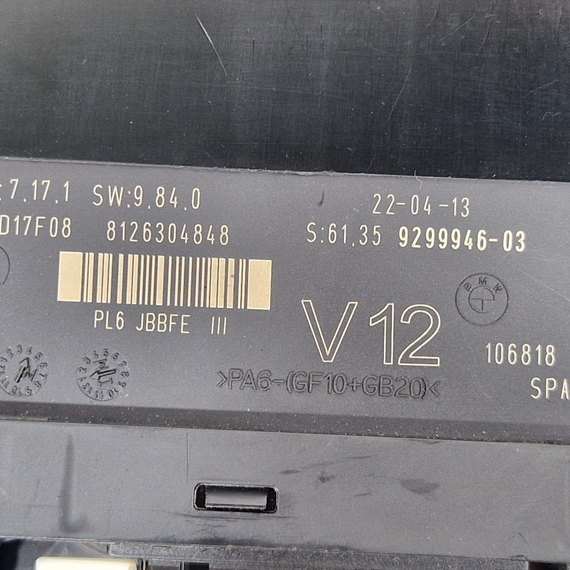 :7.17.1 SW:9.84.0 22-04-13
D17F08 8126304848 S:61.35 9299946-03
BMW
PL6 JBBFE III V12
106818
>PA6-(GF10+GB20)<
SPA